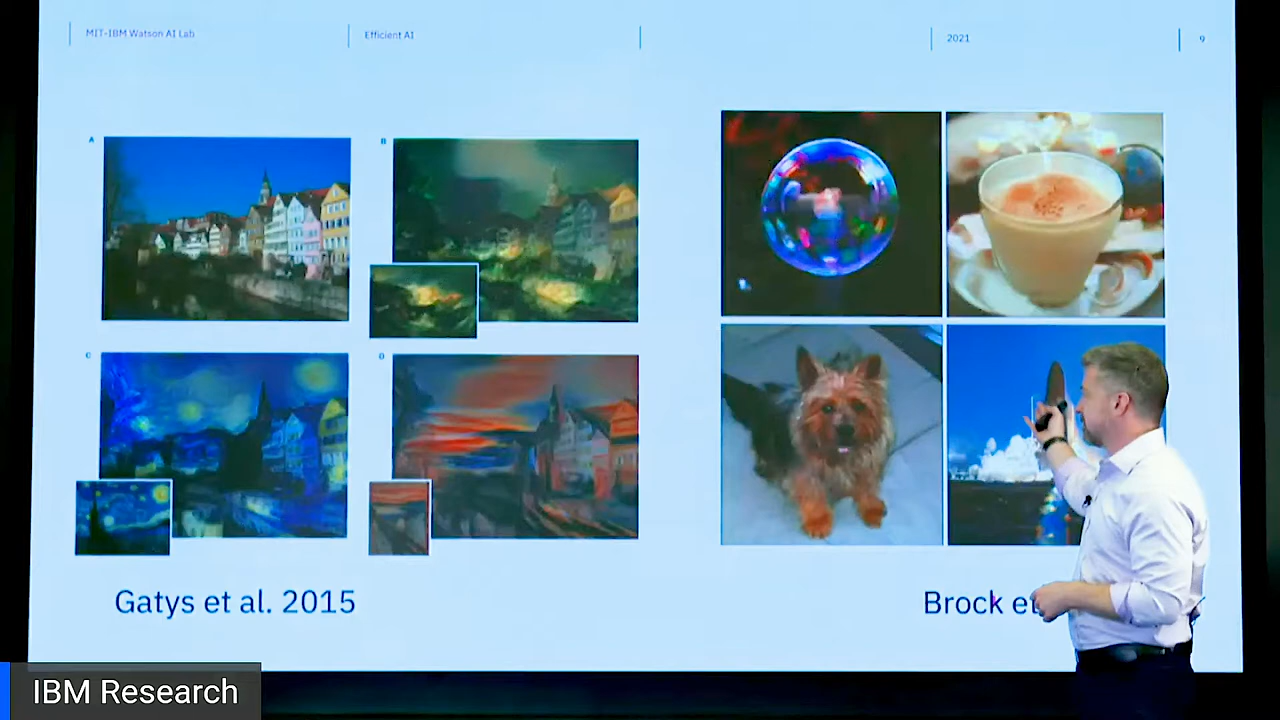 MIT-IBM Watson AI Lab
Efficient AI
2021
9
A
B
C
D
Gatys et al. 2015
Brock et
IBM Research